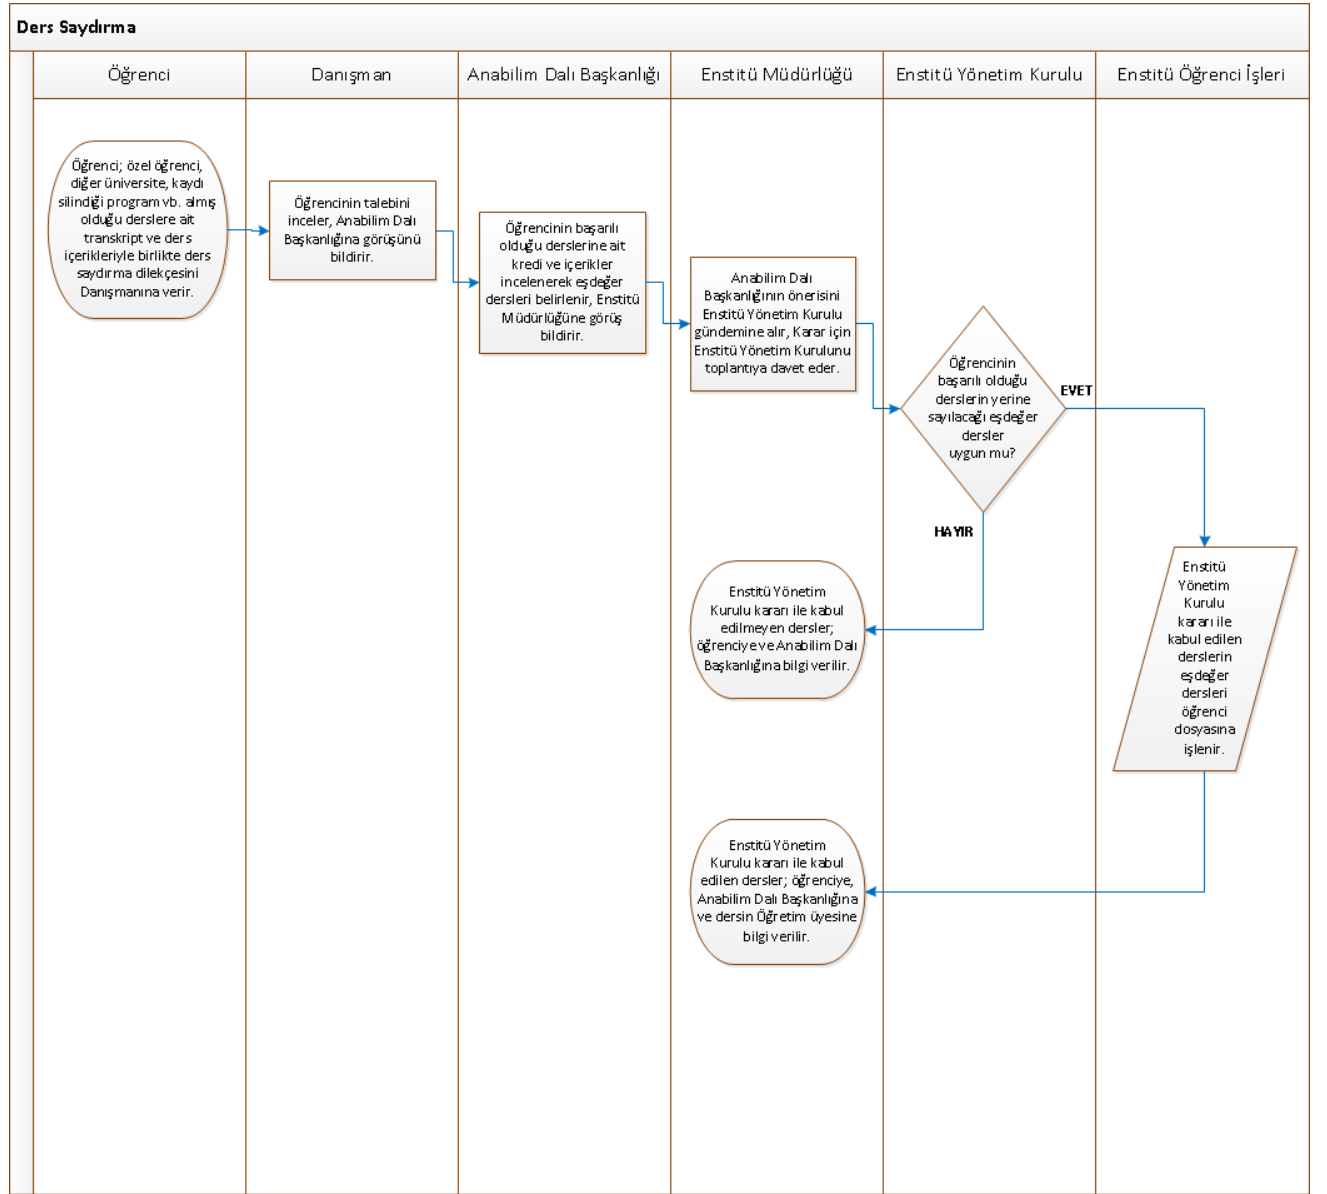 Ders Saydırma
Öğrenci
Danışman
Anabilim Dalı Başkanlığı
Enstitü Müdürlüğü
Enstitü Yönetim Kurulu
Enstitü Öğrenci İşleri
Öğrenci; özel öğrenci,
diğer üniversite, kaydı
silindiği program vb. almış
olduğu derslere ait
transkript ve ders
içerikleriyle birlikte ders
saydırma dilekçesini
Danışmanına verir.
Öğrencinin talebini
inceler, Anabilim Dalı
Başkanlığına görüşünü
bildirir.
Öğrencinin başarılı
olduğu derslerine ait
kredi ve içerikler
incelenerek eşdeğer
dersleri belirlenir, Enstitü
Müdürlüğüne görüş
bildirir.
Anabilim Dalı
Başkanlığının önerisini
Enstitü Yönetim Kurulu
gündemine alır, Karar için
Enstitü Yönetim Kurulunu
toplantıya davet eder.
Öğrencinin
başarılı olduğu
derslerin yerine
sayılacağı eşdeğer
dersler
uygun mu?
EVET
HAYIR
Enstitü Yönetim
Kurulu kararı ile kabul
edilmeyen dersler;
öğrenciye ve Anabilim Dalı
Başkanlığına bilgi verilir.
Enstitü
Yönetim
Kurulu
kararı ile
kabul edilen
derslerin
eşdeğer
dersleri
öğrenci
dosyasına
işlenir.
Enstitü Yönetim
Kurulu kararı ile kabul
edilen dersler; öğrenciye,
Anabilim Dalı Başkanlığına
ve dersin Öğretim üyesine
bilgi verilir.